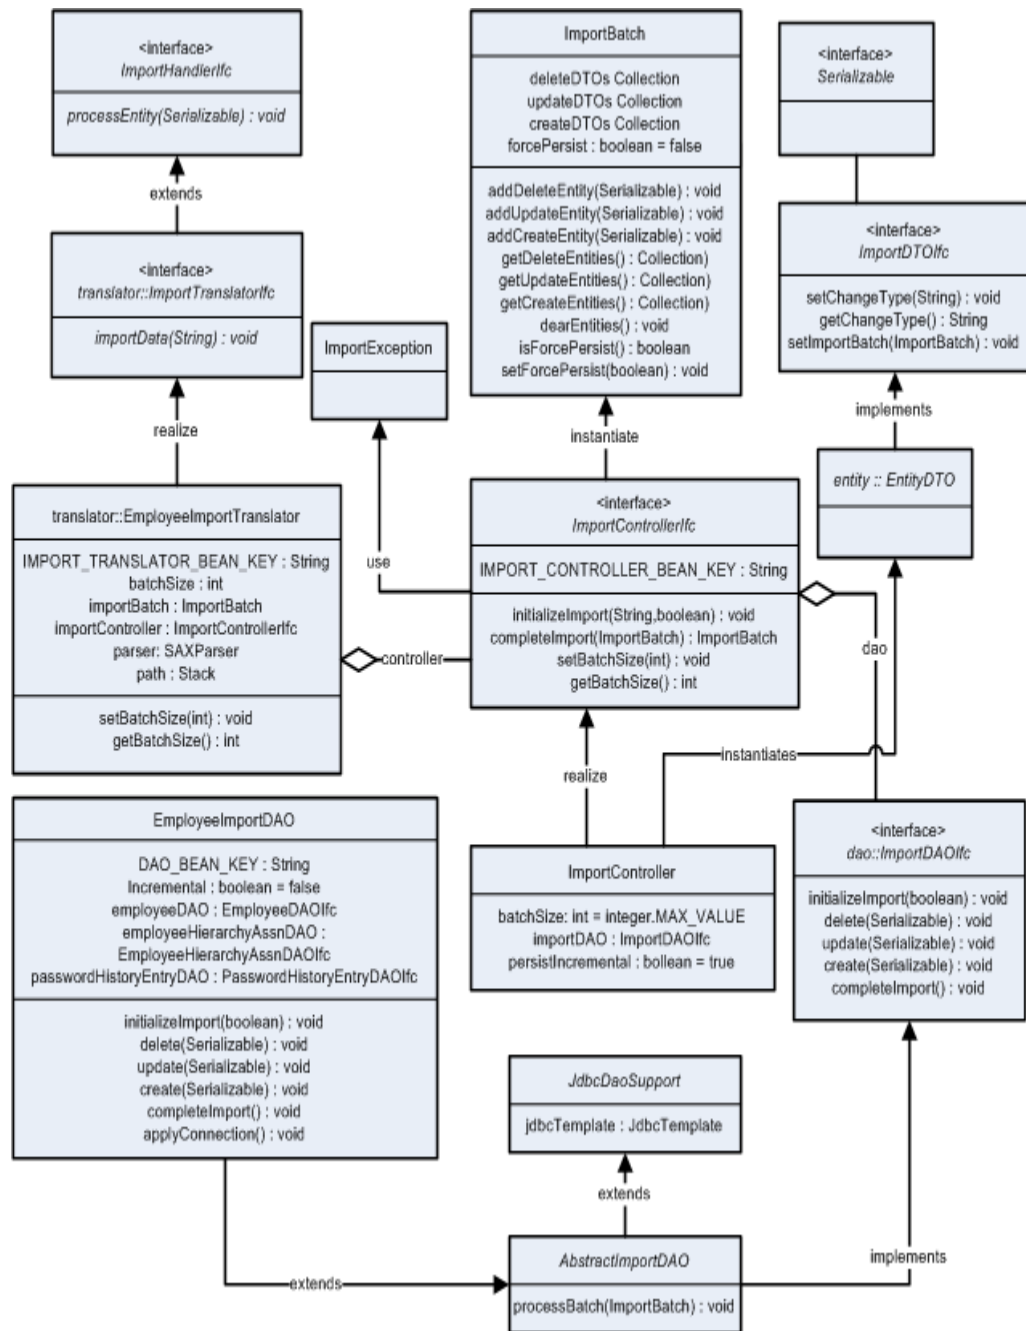 <interface>
ImportHandlerIfc
processEntity(Serializable) : void
extends
<interface>
translator::ImportTranslatorIfc
importData(String) : void
realize
translator::EmployeeImportTranslator
IMPORT_TRANSLATOR_BEAN_KEY : String
batchSize : int
importBatch : ImportBatch
importController : ImportControllerIfc
parser: SAXParser
path : Stack
setBatchSize(int) : void
getBatchSize() : int
controller
ImportException
use
ImportBatch
deleteDTOs Collection
updateDTOs Collection
createDTOs Collection
forcePersist : boolean = false
addDeleteEntity(Serializable) : void
addUpdateEntity(Serializable) : void
addCreateEntity(Serializable) : void
getDeleteEntities() : Collection)
getUpdateEntities() : Collection)
getCreateEntities() : Collection)
dearEntities() : void
isForcePersist() : boolean
setForcePersist(boolean) : void
instantiate
<interface>
ImportControllerIfc
IMPORT_CONTROLLER_BEAN_KEY : String
initializeImport(String,boolean) : void
completeImport(ImportBatch) : ImportBatch
setBatchSize(int) : void
getBatchSize() : int
realize
ImportController
batchSize: int = integer.MAX_VALUE
importDAO : ImportDAOIfc
persistIncremental : bollean = true
instantiates
<interface>
Serializable
<interface>
ImportDTOIfc
setChangeType(String) : void
getChangeType() : String
setImportBatch(ImportBatch) : void
implements
entity :: EntityDTO
dao
<interface>
dao::ImportDAOIfc
initializeImport(boolean) : void
delete(Serializable) : void
update(Serializable) : void
create(Serializable) : void
completeImport() : void
implements
EmployeeImportDAO
DAO_BEAN_KEY : String
Incremental : boolean = false
employeeDAO : EmployeeDAOIfc
employeeHierarchyAssnDAO :
EmployeeHierarchyAssnDAOIfc
passwordHistoryEntryDAO : PasswordHistoryEntryDAOIfc
initializeImport(boolean) : void
delete(Serializable) : void
update(Serializable) : void
create(Serializable) : void
completeImport() : void
applyConnection() : void
extends
JdbcDaoSupport
jdbcTemplate : JdbcTemplate
extends
AbstractImportDAO
processBatch(ImportBatch) : void